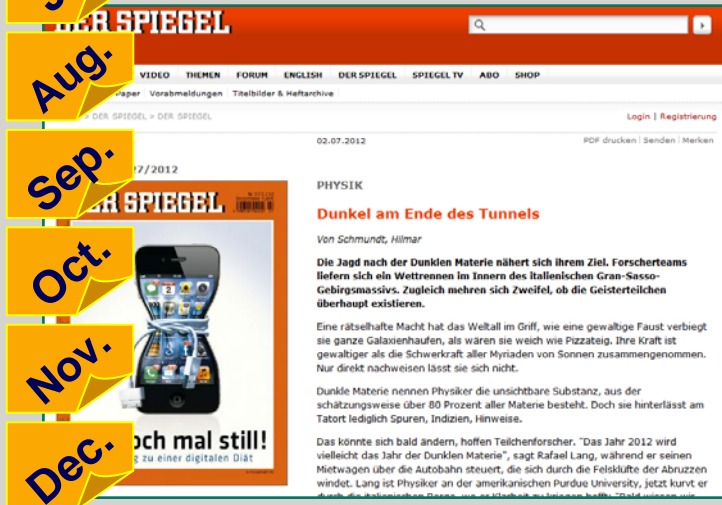 DER SPIEGEL
VIDEO THEMEN FORUM ENGLISH DER SPIEGEL SPIEGEL TV ABO SHOP
Paper Vorabmeldungen Titelbilder & Heftarchive
> DER SPIEGEL > DER SPIEGEL
Login | Registrierung
02.07.2012
PDF drucken | Senden | Merken
27/2012
DER SPIEGEL
och mal still!
zu einer digitalen Diät
PHYSIK
Dunkel am Ende des Tunnels
Von Schmundt, Hilmar
Die Jagd nach der Dunklen Materie nähert sich ihrem Ziel. Forscherteams
liefern sich ein Wettrennen im Innern des italienischen Gran-Sasso-
Gebirgsmassivs. Zugleich mehren sich Zweifel, ob die Geisterteilchen
überhaupt existieren.
Eine rätselhafte Macht hat das Weltall im Griff, wie eine gewaltige Faust verbiegt
sie ganze Galaxienhaufen, als wären sie weich wie Pizzateig. Ihre Kraft ist
gewaltiger als die Schwerkraft aller Myriaden von Sonnen zusammengenommen.
Nur direkt nachweisen lässt sie sich nicht.
Dunkle Materie nennen Physiker die unsichtbare Substanz, aus der
schätzungsweise über 80 Prozent aller Materie besteht. Doch sie hinterlässt am
Tatort lediglich Spuren, Indizien, Hinweise.
Das könnte sich bald ändern, hoffen Teilchenforscher. "Das Jahr 2012 wird
vielleicht das Jahr der Dunklen Materie", sagt Rafael Lang, während er seinen
Mietwagen über die Autobahn steuert, die sich durch die Felsklüfte der Abruzzen
windet. Lang ist Physiker an der amerikanischen Purdue University, jetzt kurvt er
Aug.
Sep.
Oct.
Nov.
Dec.